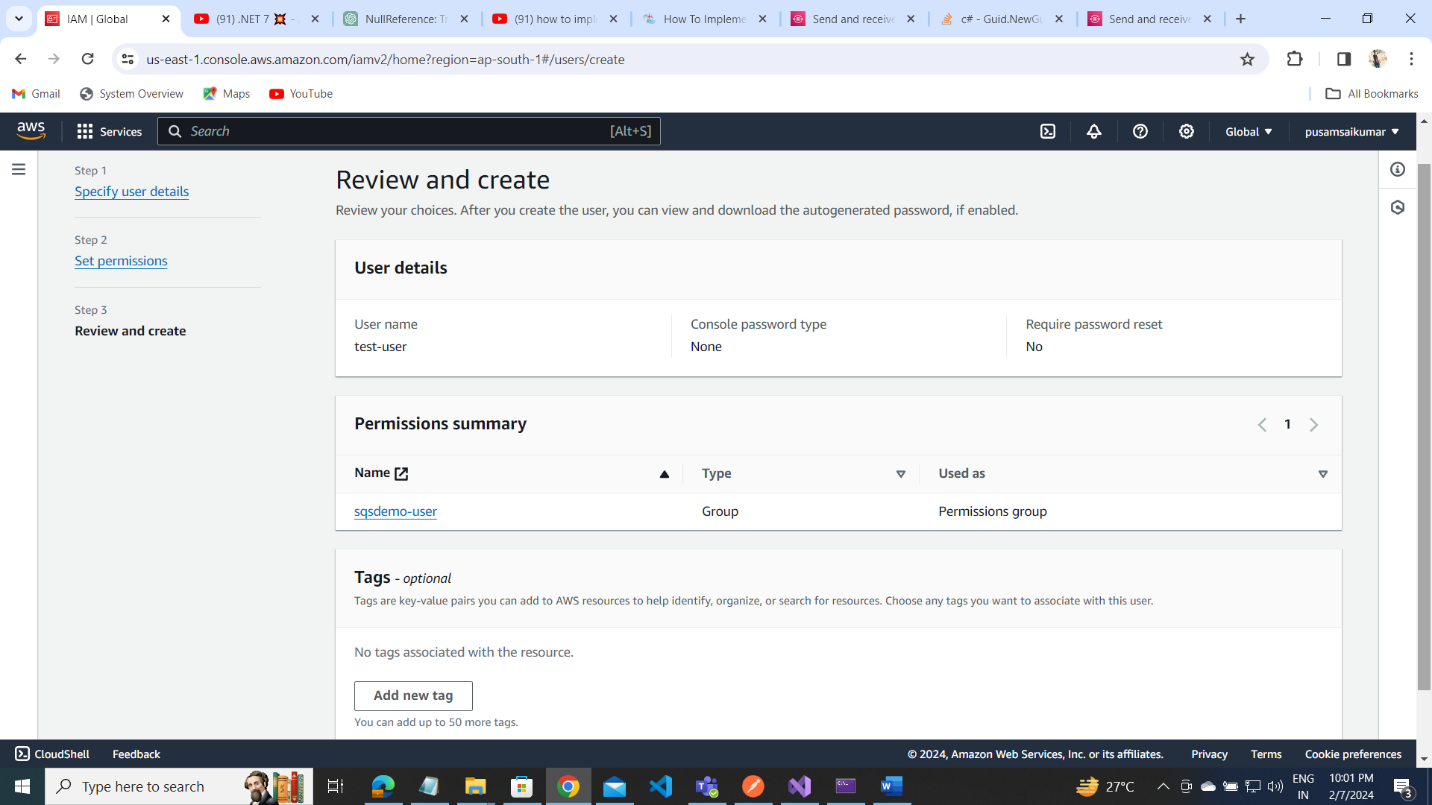 IAM | Global
(91) .NET 7 💥 -
NullReference: Tr
(91) how to impl
How To Impleme
Send and receive
c# - Guid.NewGu
Send and receive
us-east-1.console.aws.amazon.com/iamv2/home?region=ap-south-1#/users/create
Gmail
System Overview
Maps
YouTube
All Bookmarks
aws
Services
Search
[Alt+S]
Global
pusamsaikumar
Step 1
Specify user details
Step 2
Set permissions
Step 3
Review and create
Review and create
Review your choices. After you create the user, you can view and download the autogenerated password, if enabled.
User details
User name
Console password type
Require password reset
test-user
None
No
Permissions summary
1
Name
Type
Used as
sqsdemo-user
Group
Permissions group
Tags - optional
Tags are key-value pairs you can add to AWS resources to help identify, organize, or search for resources. Choose any tags you want to associate with this user.
No tags associated with the resource.
Add new tag
You can add up to 50 more tags.
CloudShell
Feedback
© 2024, Amazon Web Services, Inc. or its affiliates.
Privacy
Terms
Cookie preferences
Type here to search
27°C
ENG
IN
10:01 PM
2/7/2024
3